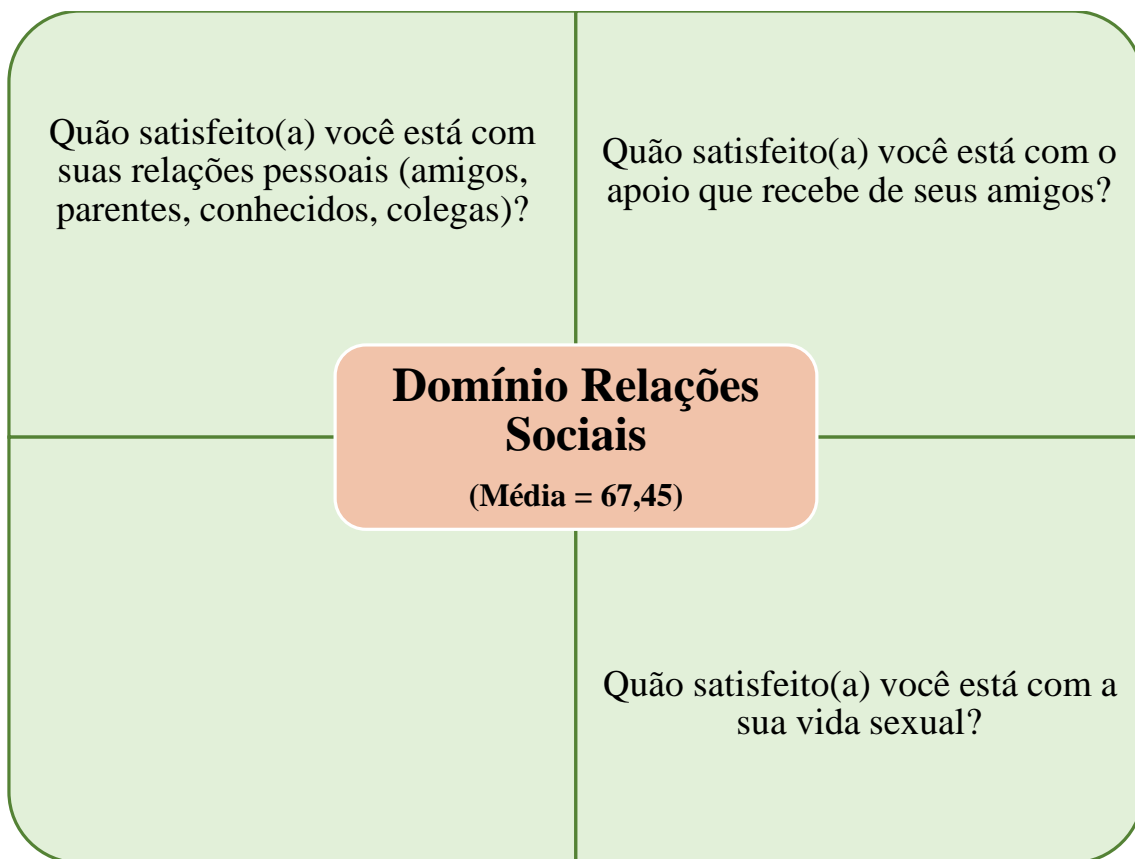 Quão satisfeito(a) você está com
suas relações pessoais (amigos,
parentes, conhecidos, colegas)?
Quão satisfeito(a) você está com o
apoio que recebe de seus amigos?
Domínio Relações
Sociais
(Média = 67,45)
Quão satisfeito(a) você está com a
sua vida sexual?